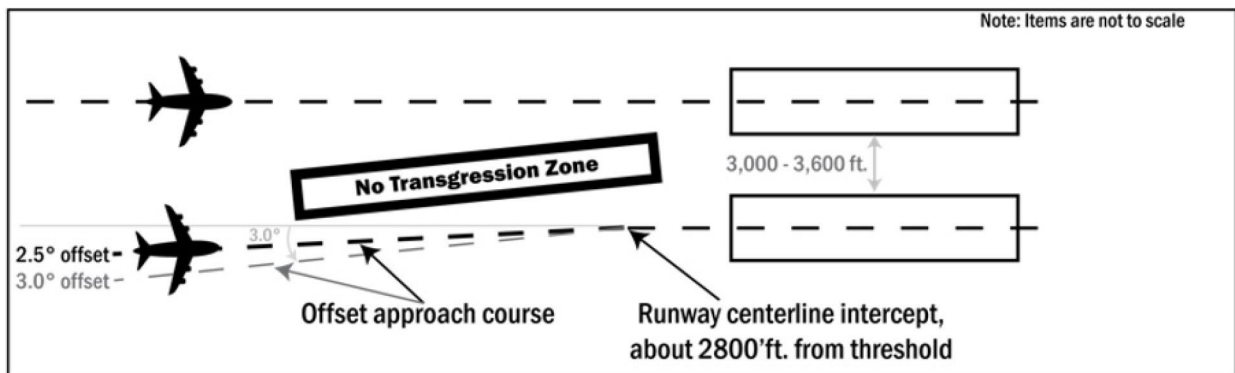 Note: Items are not to scale
No Transgression Zone
3,000 - 3,600 ft.
3.0°
2.5° offset
3.0° offset
Offset approach course
Runway centerline intercept,
about 2800'ft. from threshold